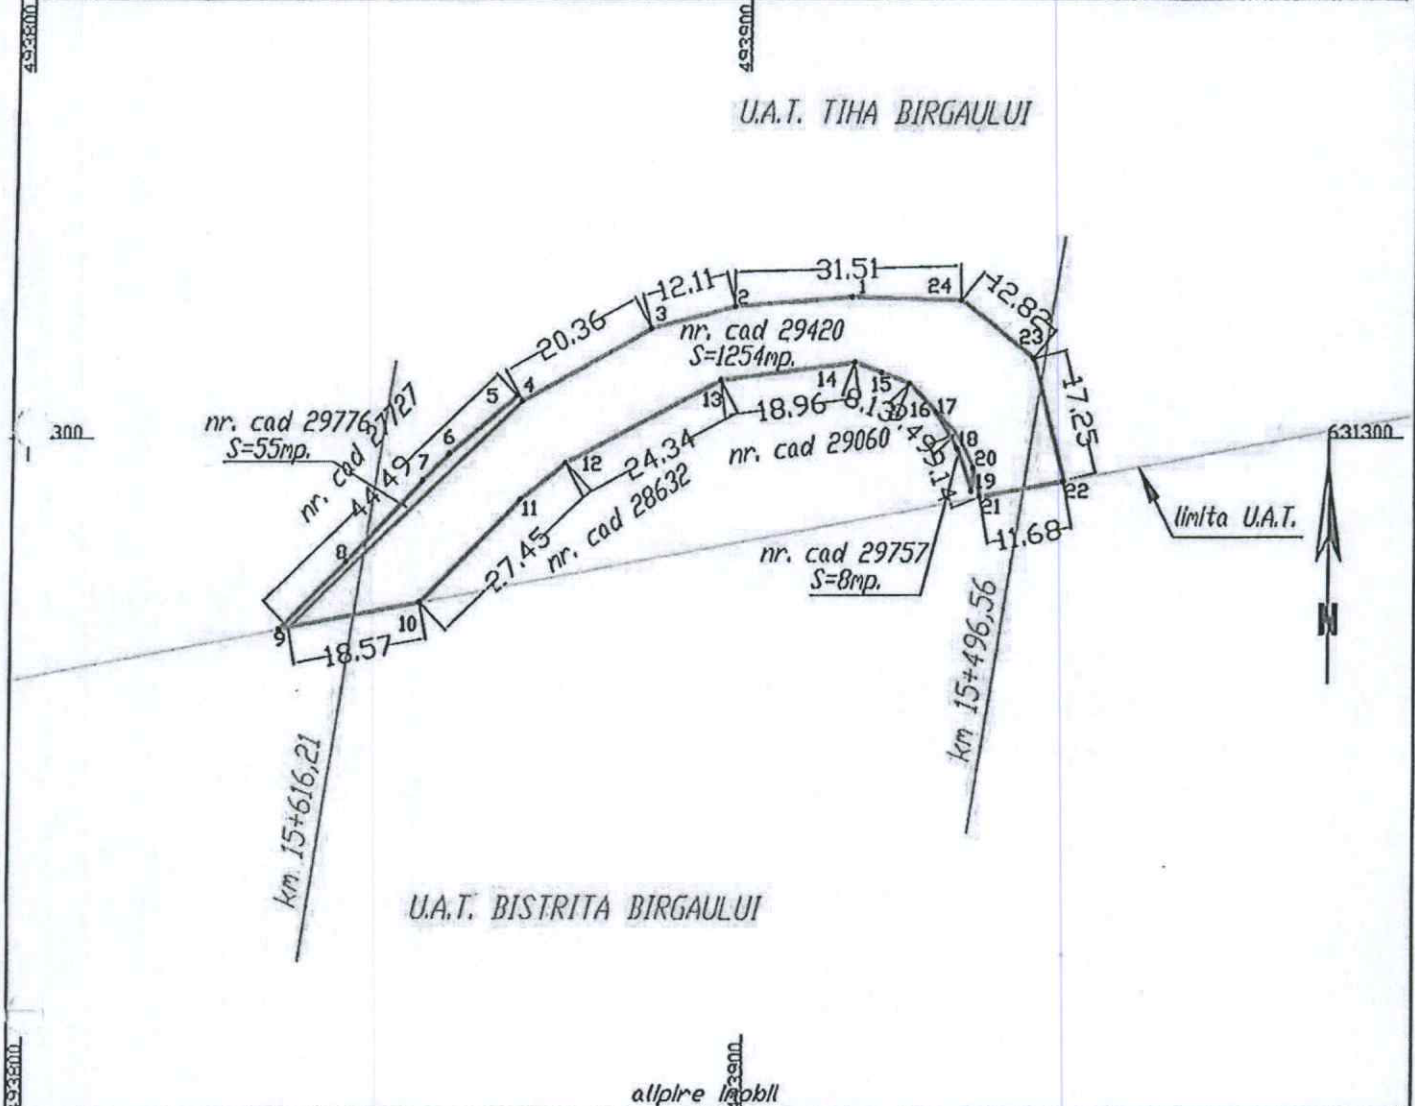 493800
493900
U.A.T. TIHA BIRGAULUI
31.51
12.11
2
1
24
12.82
23
3
20.36
nr. cad 29420
S=1254mp.
5
4
14
15
13
18.96
8.13
16
17
17.25
nr. cad 29776
S=55mp.
nr. cad 27727
44.49
6
7
300
631300
24.34
nr. cad 29060
18
20
12
19
9.14
22
21
11
nr. cad 28632
limita U.A.T.
11.68
8
27.45
nr. cad 29757
S=8mp.
10
9
18.57
N
km 15+496,56
km 15+616,21
U.A.T. BISTRITA BIRGAULUI
93800
93900
alipire imobil